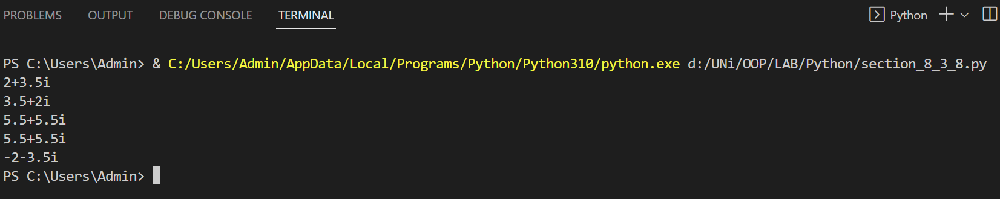 PROBLEMS OUTPUT DEBUG CONSOLE TERMINAL Python
PS C:\Users\Admin> & C:/Users/Admin/AppData/Local/Programs/Python/Python310/python.exe d:/UNi/OOP/LAB/Python/section_8_3_8.py
2+3.5i
3.5+2i
5.5+5.5i
5.5+5.5i
-2-3.5i
PS C:\Users\Admin>